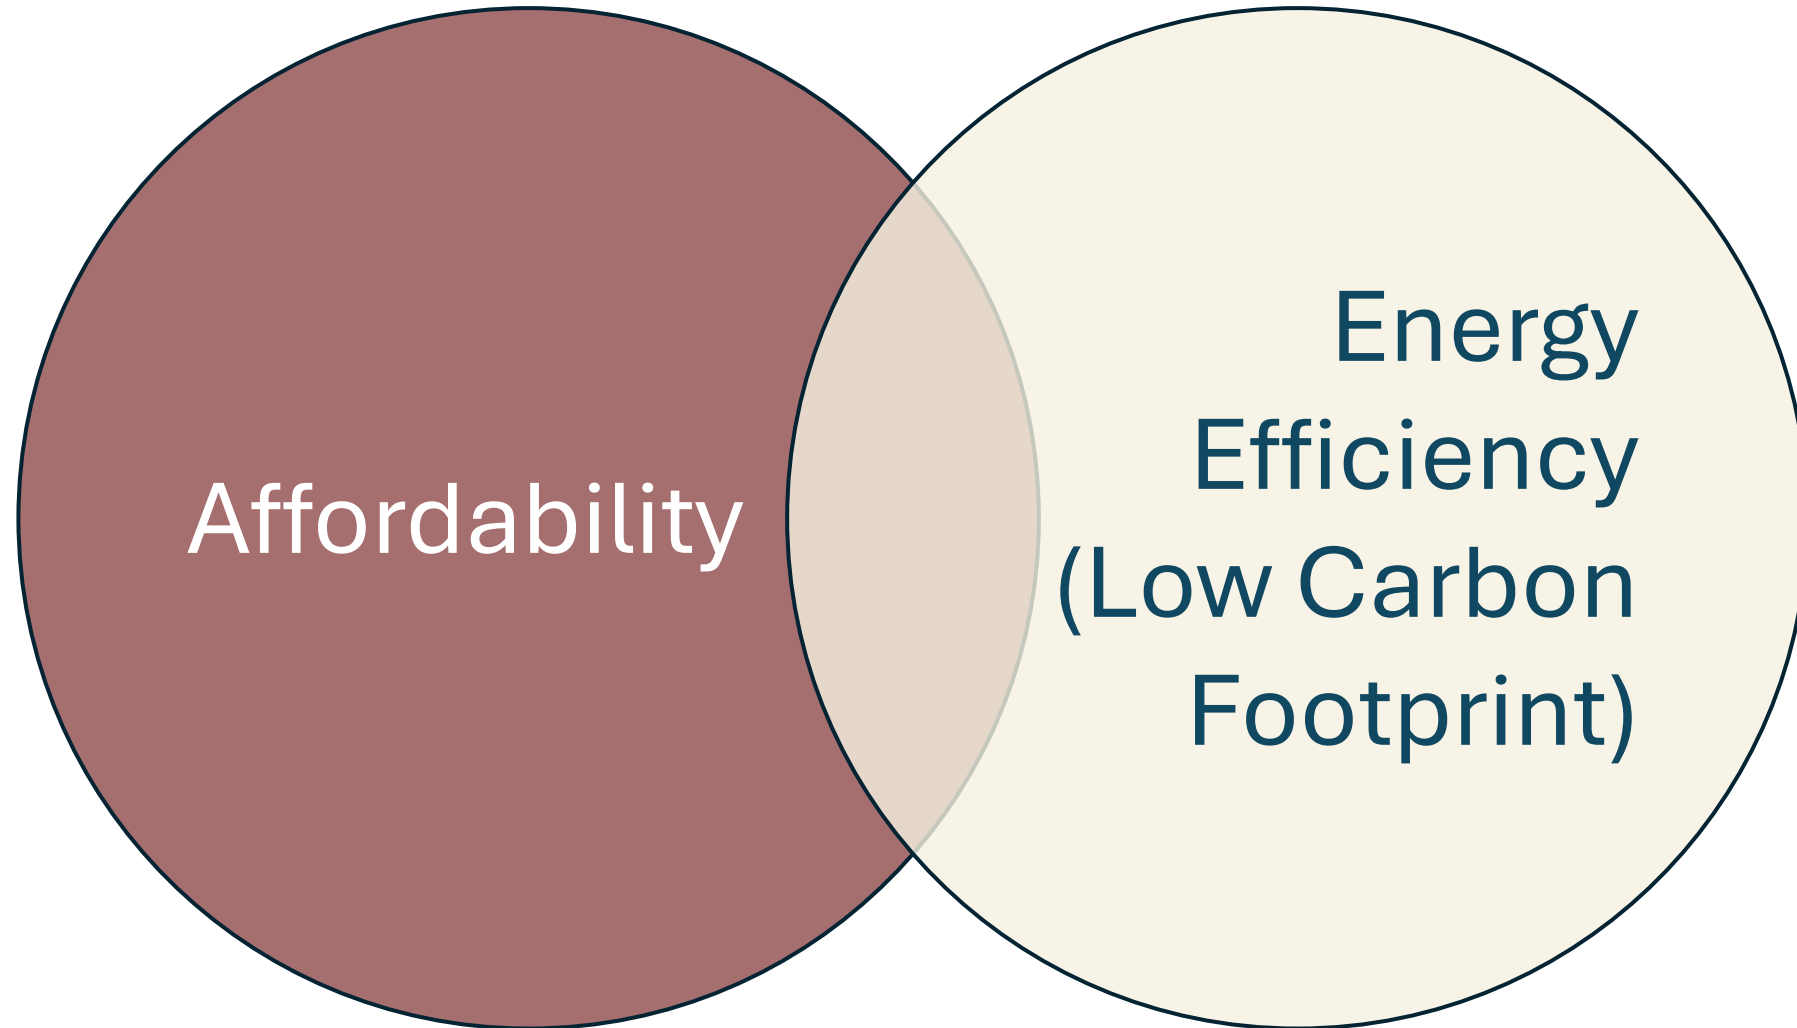 Affordability
Energy
Efficiency
(Low Carbon
Footprint)